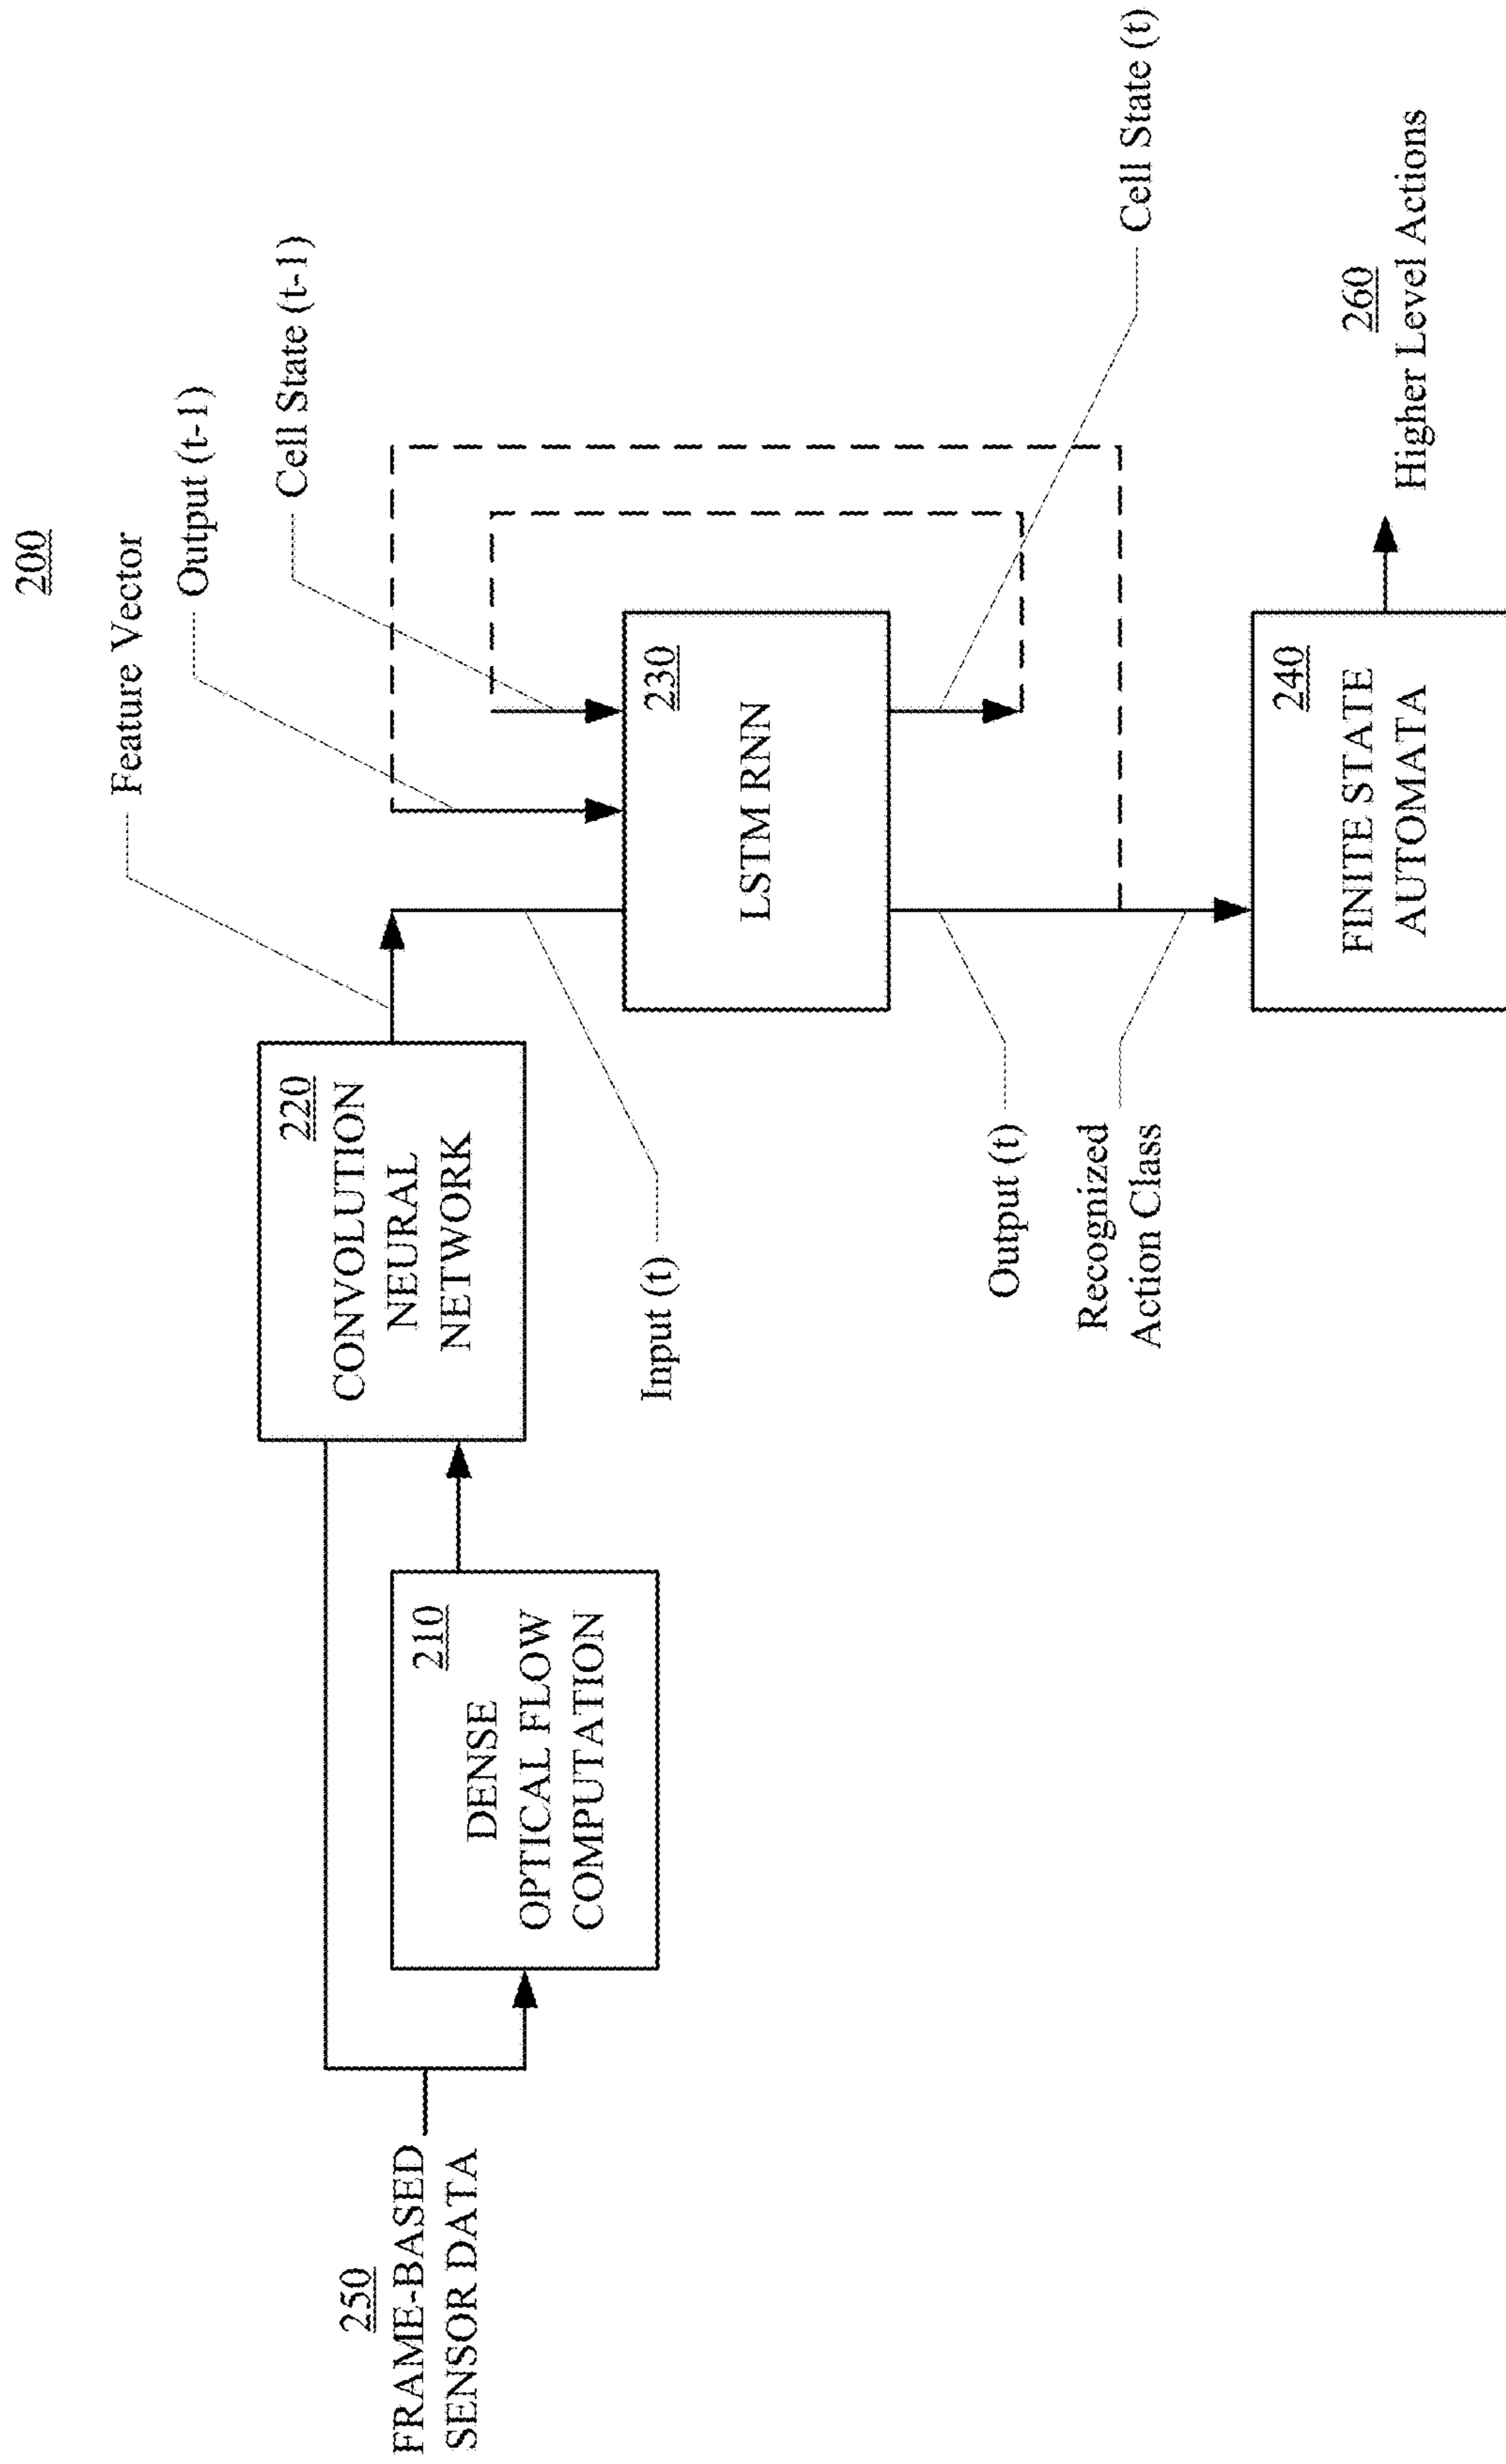 200
Feature Vector
Output (t-1)
Cell State (t-1)
220
CONVOLUTION
NEURAL
NETWORK
250
FRAME-BASED
SENSOR DATA
210
DENSE
OPTICAL FLOW
COMPUTATION
Input (t)
230
LSTM RNN
Output (t)
Recognized
Action Class
Cell State (t)
240
FINITE STATE
AUTOMATA
260
Higher Level Actions